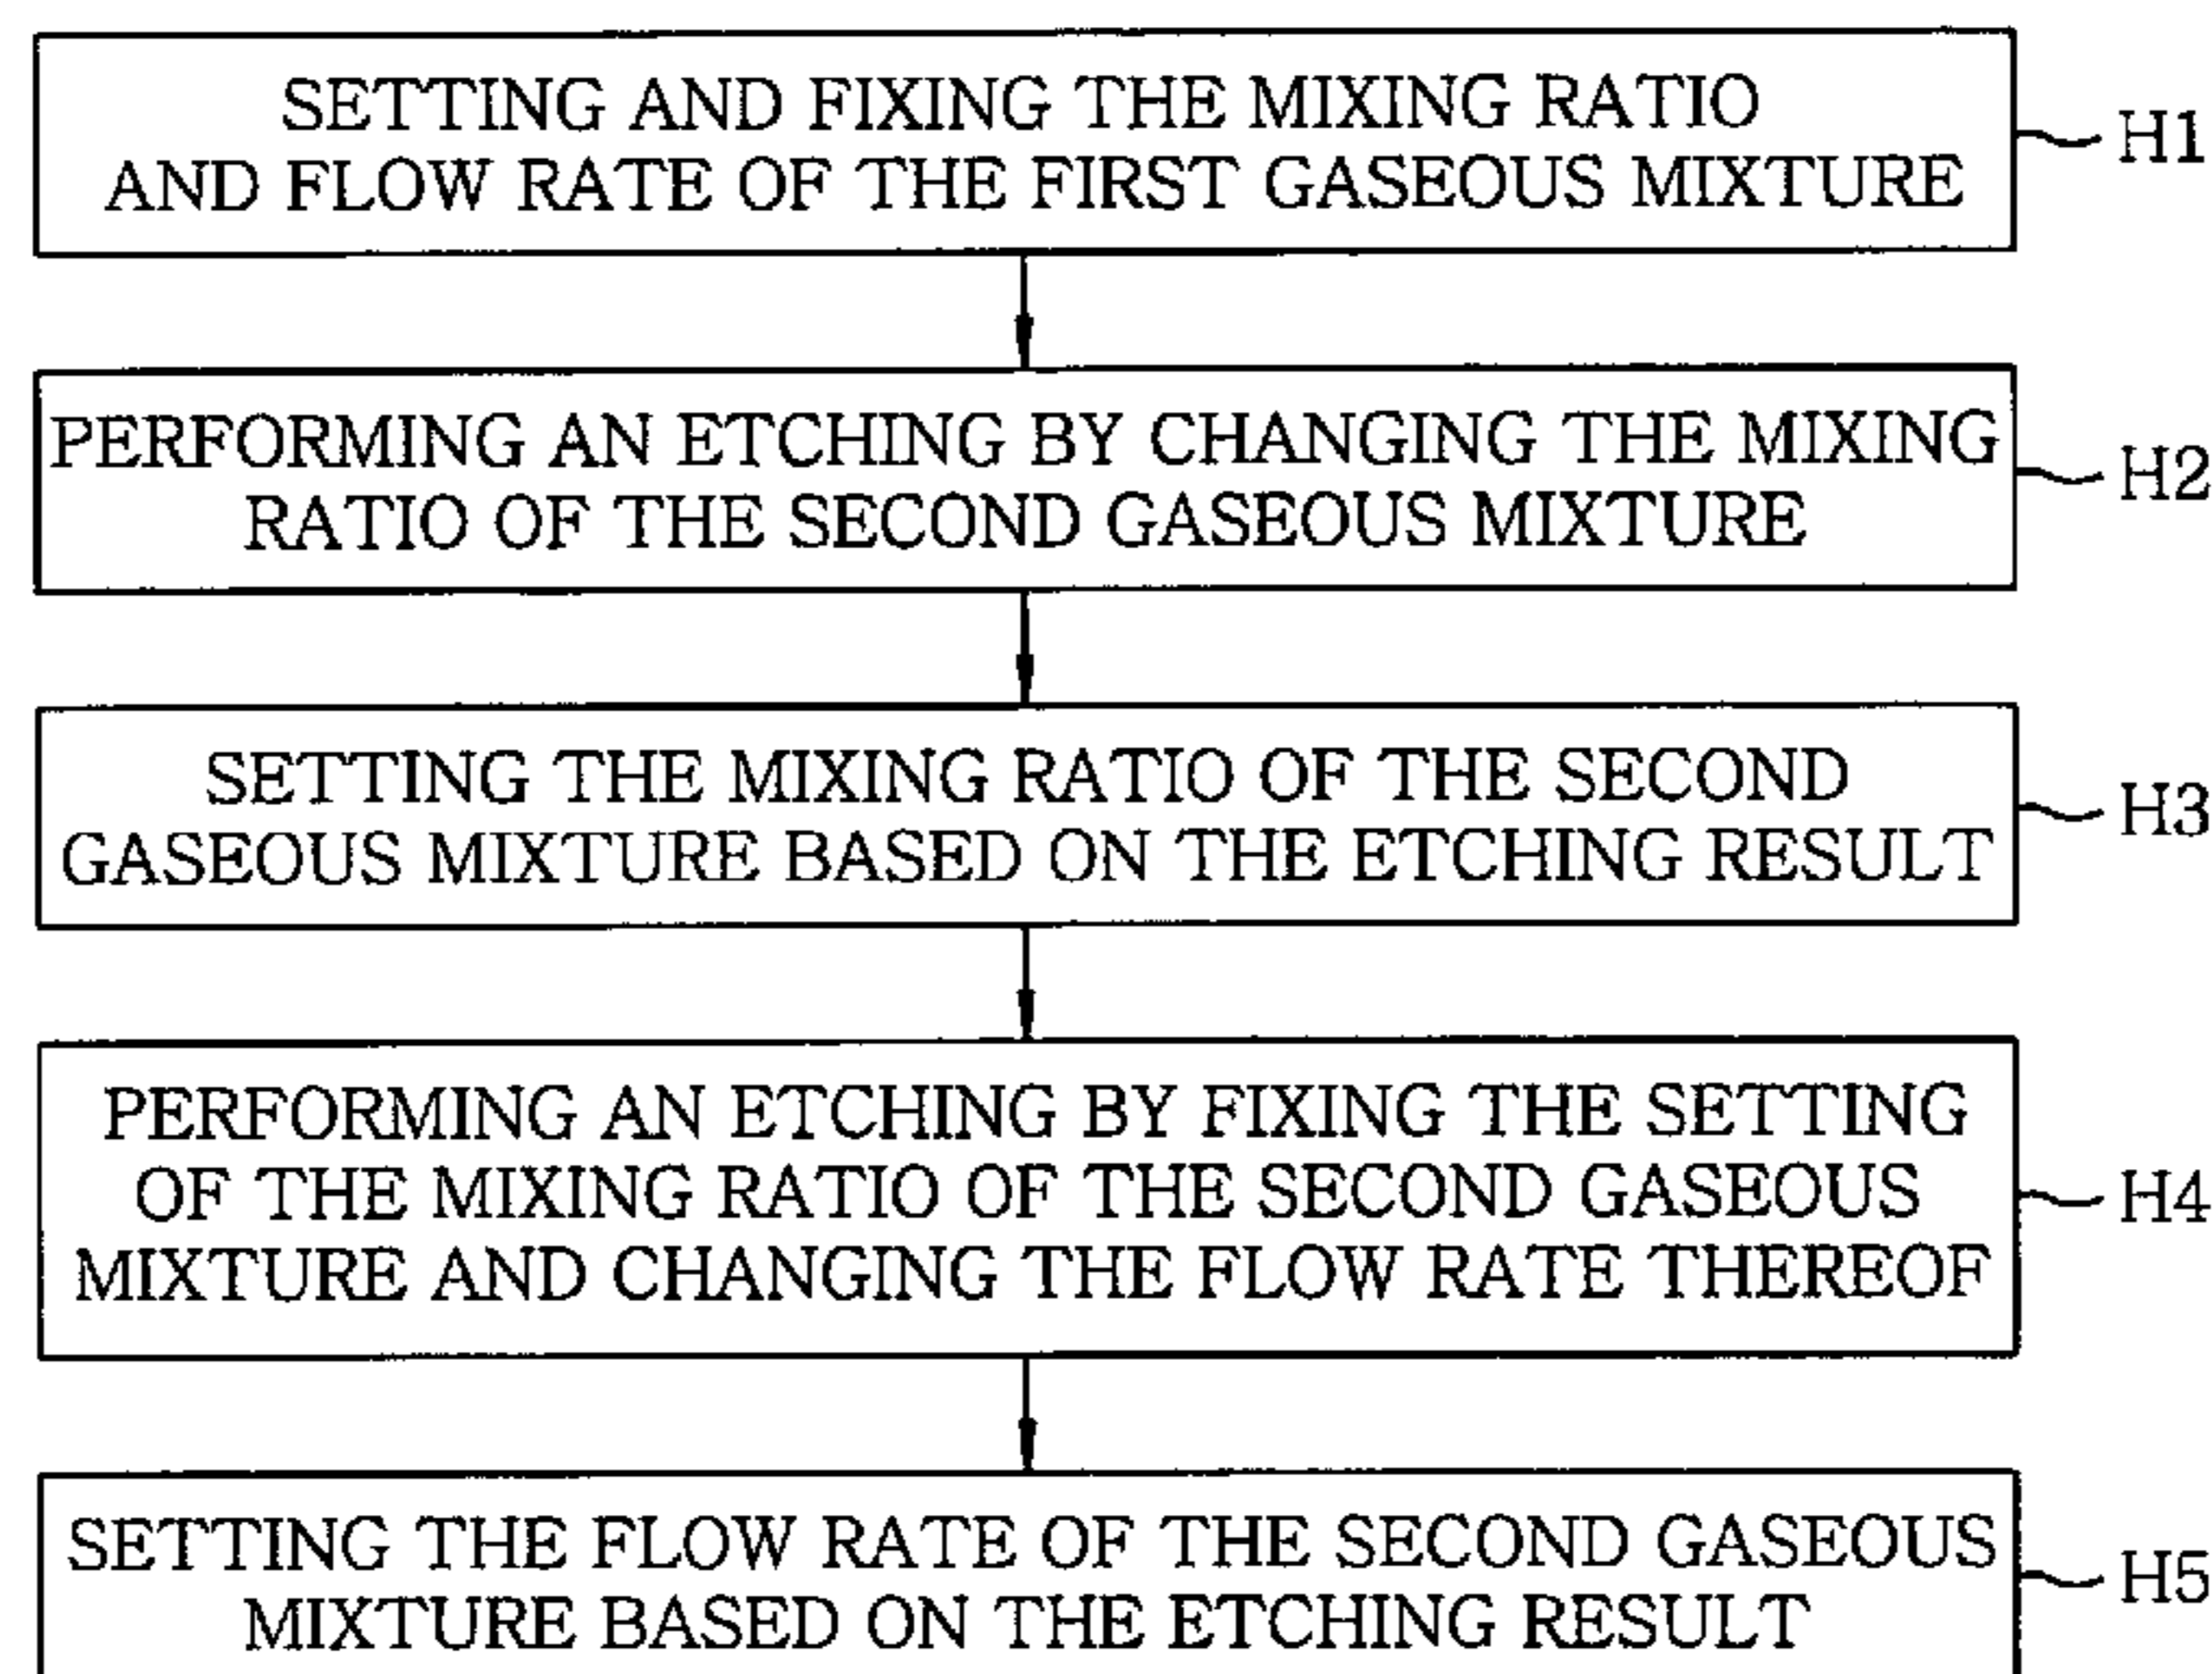 SETTING AND FIXING THE MIXING RATIO
AND FLOW RATE OF THE FIRST GASEOUS MIXTURE
H1
PERFORMING AN ETCHING BY CHANGING THE MIXING
RATIO OF THE SECOND GASEOUS MIXTURE
H2
SETTING THE MIXING RATIO OF THE SECOND
GASEOUS MIXTURE BASED ON THE ETCHING RESULT
H3
PERFORMING AN ETCHING BY FIXING THE SETTING
OF THE MIXING RATIO OF THE SECOND GASEOUS
MIXTURE AND CHANGING THE FLOW RATE THEREOF
H4
SETTING THE FLOW RATE OF THE SECOND GASEOUS
MIXTURE BASED ON THE ETCHING RESULT
H5